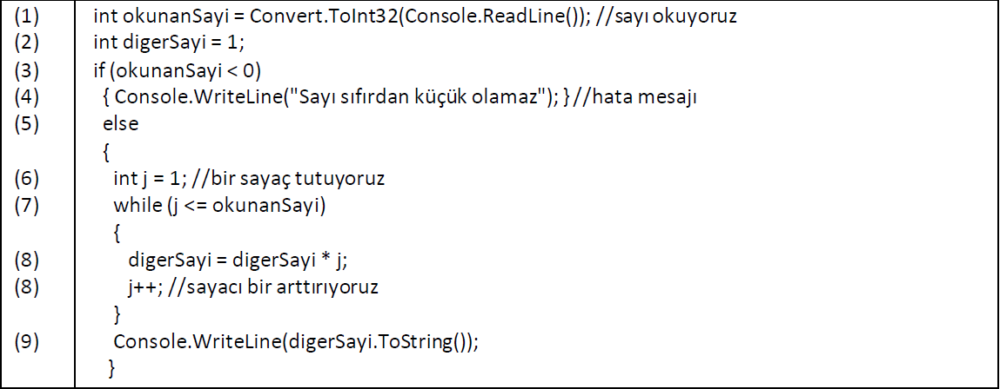 (1) int okunanSayi = Convert.ToInt32(Console.ReadLine()); //sayı okuyoruz
(2) int digerSayi = 1;
(3) if (okunanSayi < 0)
(4) { Console.WriteLine("Sayı sıfırdan küçük olamaz"); } //hata mesajı
(5) else
{
(6) int j = 1; //bir sayaç tutuyoruz
(7) while (j <= okunanSayi)
{
(8) digerSayi = digerSayi * j;
(8) j++; //sayacı bir arttırıyoruz
}
(9) Console.WriteLine(digerSayi.ToString());
}